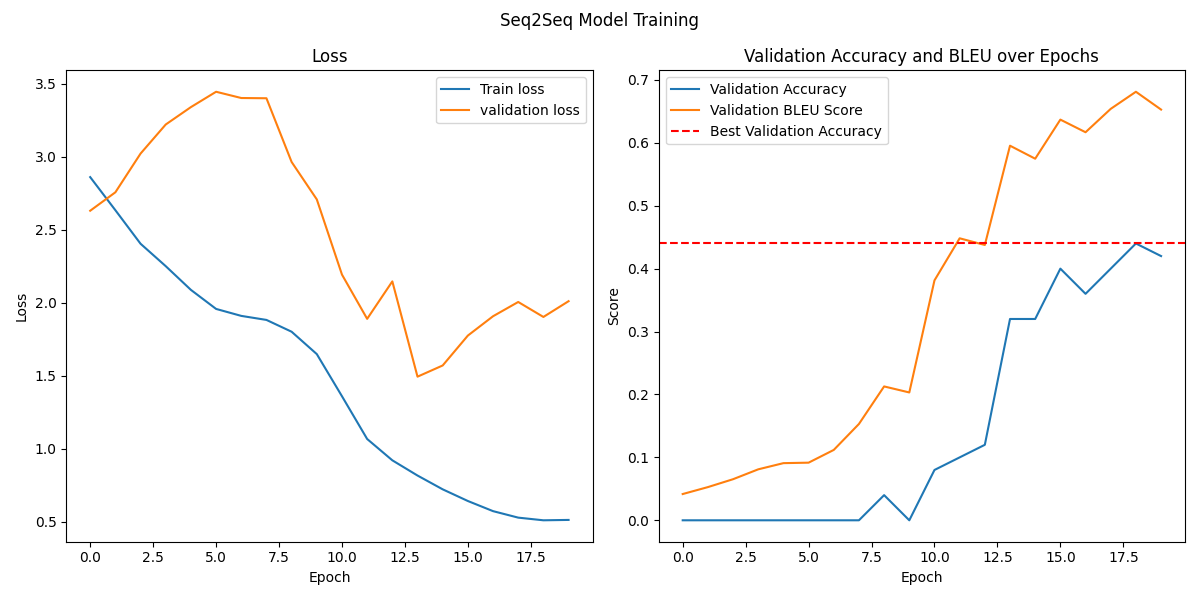 Seq2Seq Model Training
Loss
Train loss
validation loss
3.5
3.0
2.5
2.0
1.5
1.0
0.5
Loss
0.0 2.5 5.0 7.5 10.0 12.5 15.0 17.5
Epoch
Validation Accuracy and BLEU over Epochs
Validation Accuracy
Validation BLEU Score
Best Validation Accuracy
0.7
0.6
0.5
0.4
0.3
0.2
0.1
0.0
Score
0.0 2.5 5.0 7.5 10.0 12.5 15.0 17.5
Epoch